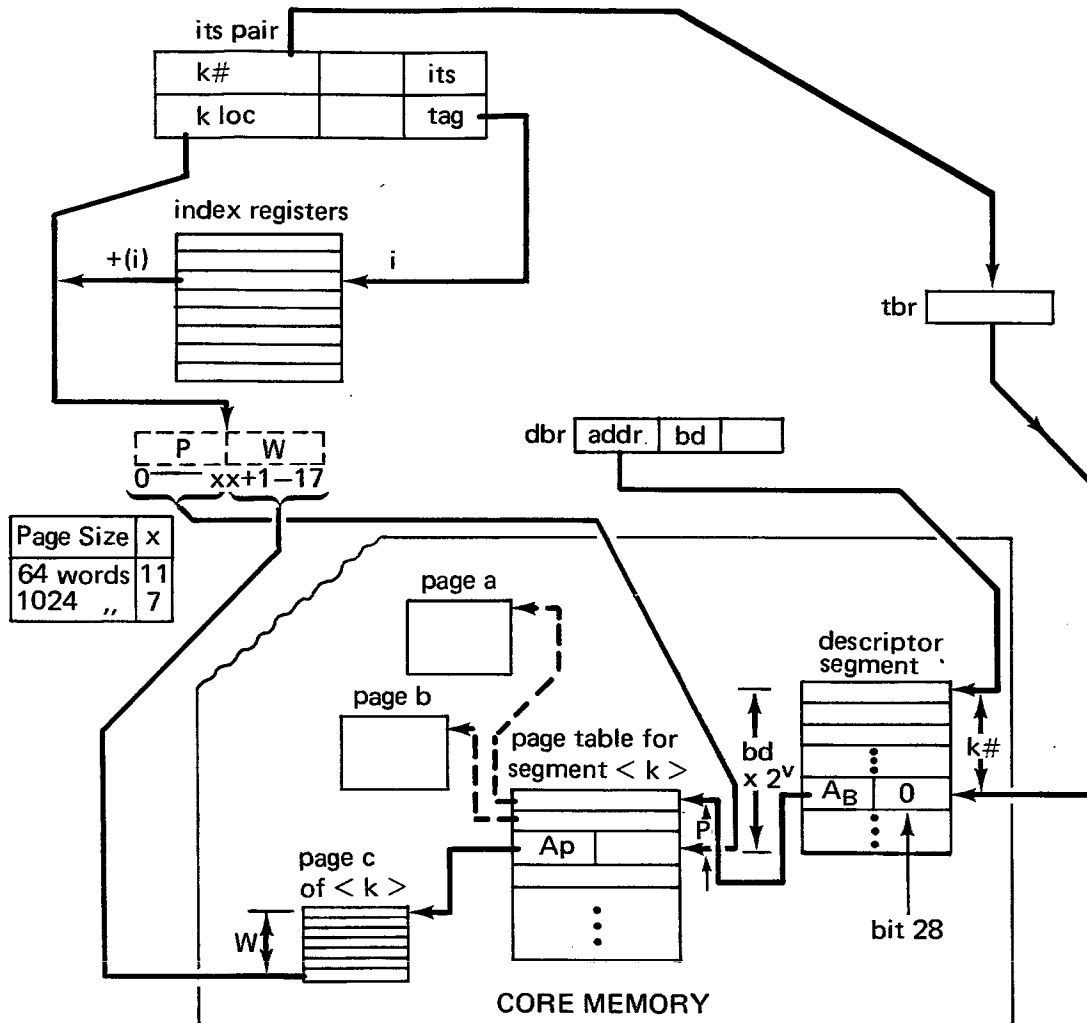 its pair
k# its
k loc tag
index registers
+(i) i
tbr
dbr addr. bd
P W
0 xx+1–17
Page Size x
64 words 11
1024 ,, 7
page a
descriptor
segment
page b
page table for
segment < k >
bd
x 2v
k#
AB 0
P
Ap
page c
of < k >
W
bit 28
CORE MEMORY